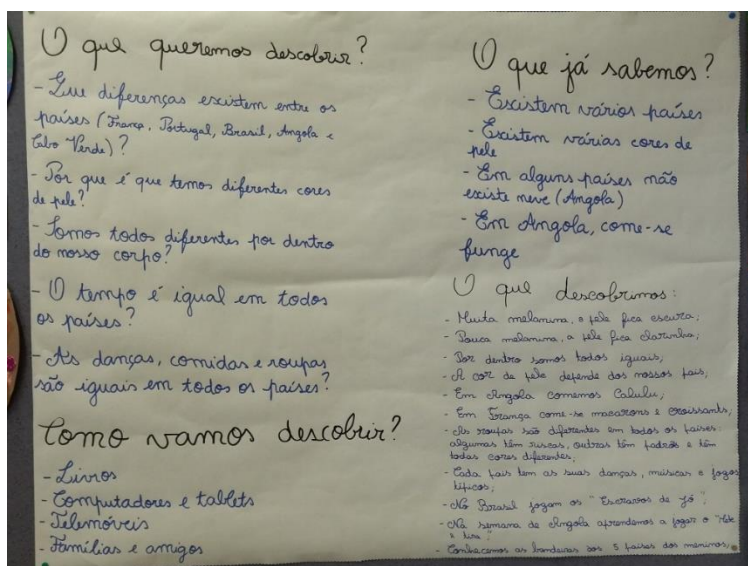 O que queremos descobrir?
- Que diferenças existem entre os
países (França, Portugal, Brasil, Angola e
Cabo Verde)?
- Por que é que temos diferentes cores
de pele?
- Somos todos diferentes por dentro
do nosso corpo?
- O tempo é igual em todos
os países?
- As danças, comidas e roupas
são iguais em todos os países?
Como vamos descobrir?
- Livros
- Computadores e tablets
- Telemóveis
- Famílias e amigos
O que já sabemos?
- Existem vários países
- Existem várias cores de
pele
- Em alguns países não
existe neve (Angola)
- Em Angola, come-se
funge
O que descobrimos:
- Muita melanina, a pele fica escura;
- Pouca melanina, a pele fica clarinha;
- Por dentro somos todos iguais;
- A cor de pele depende dos nossos pais;
- Em Angola comemos Calulu;
- Em França come-se macarons e croissants;
- As roupas são diferentes em todos os países:
algumas têm riscas, outras têm padrões e têm
todas cores diferentes;
- Cada país tem as suas danças, músicas e jogos
típicos;
- No Brasil jogam os "Escravos de Jó";
- Na semana de Angola aprendemos a jogar o "Mete
e tira";
- Conhecemos as bandeiras dos 5 países dos meninos;